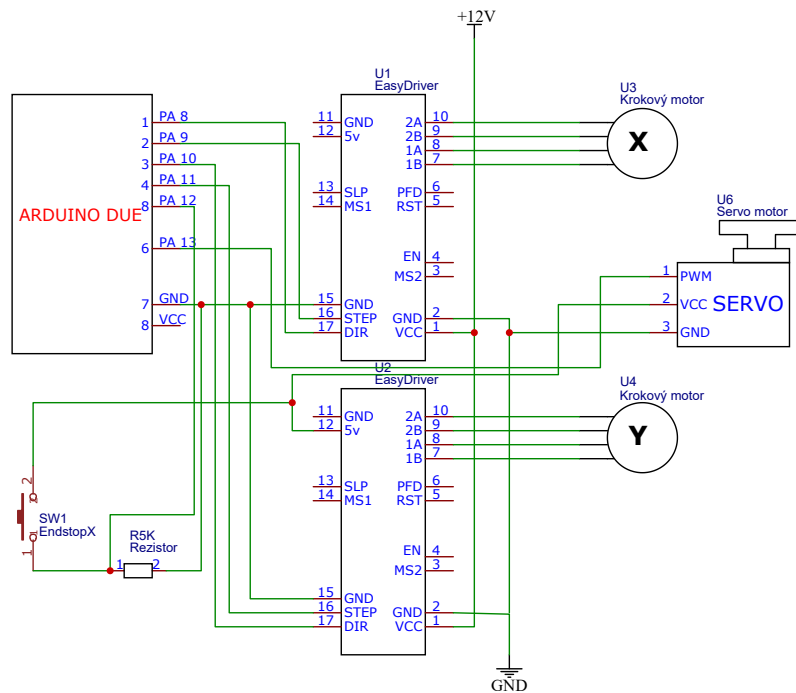 +12V
ARDUINO DUE
1 PA 8
2 PA 9
3 PA 10
4 PA 11
8 PA 12
6 PA 13
7 GND
8 VCC
U1
EasyDriver
11 GND
12 5v
13 SLP
14 MS1
15 GND
16 STEP
17 DIR
2A 10
2B 9
1A 8
1B 7
PFD 6
RST 5
EN 4
MS2 3
GND 2
VCC 1
U3
Krokový motor
X
U6
Servo motor
1 PWM
2 VCC
3 GND
SERVO
U2
EasyDriver
11 GND
12 5v
13 SLP
14 MS1
15 GND
16 STEP
17 DIR
2A 10
2B 9
1A 8
1B 7
PFD 6
RST 5
EN 4
MS2 3
GND 2
VCC 1
U4
Krokový motor
Y
2
2
SW1
EndstopX
1
1
R5K
Rezistor
1 2
GND